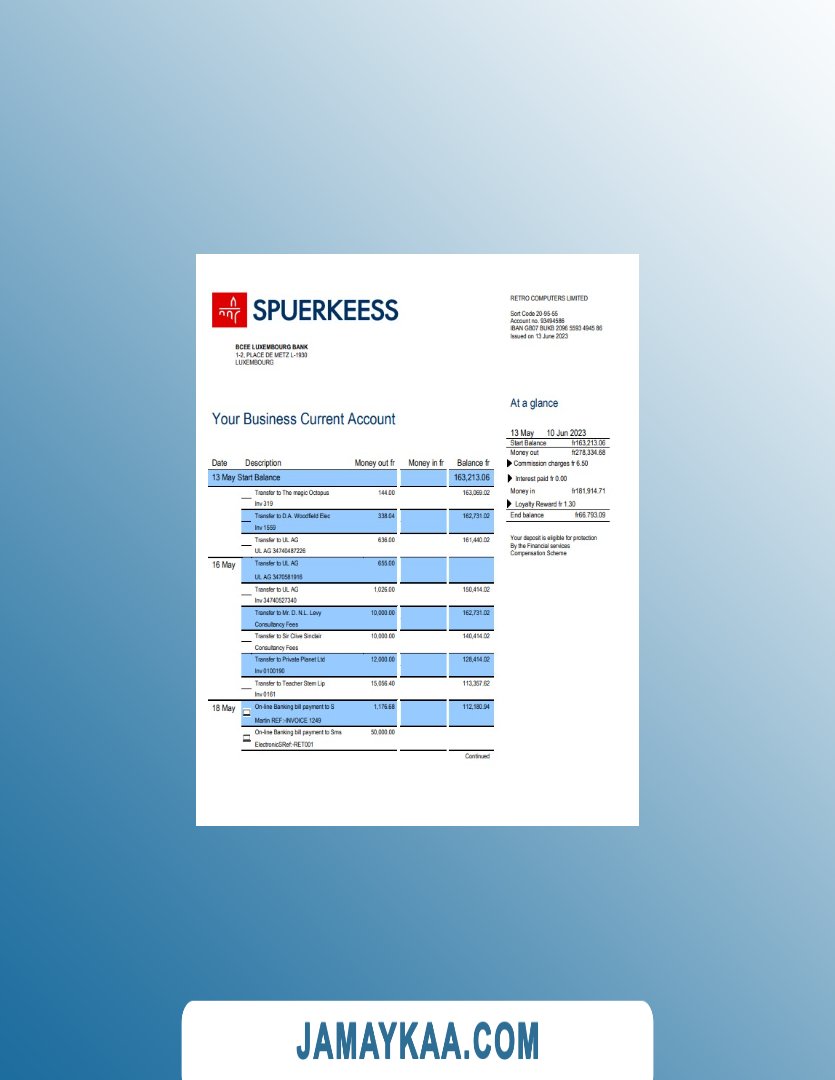 SPUERKEESS
BCEE LUXEMBOURG BANK
1-2, PLACE DE METZ L-1930
LUXEMBOURG
RETRO COMPUTERS LIMITED
Sort Code 20-95-55
Account no. 93494585
IBAN GB07 BUKB 2096 5593 4945 86
Issued on 13 June 2023
Your Business Current Account
At a glance
13 May 10 Jun 2023
Start Balance fr163,213.06
Money out fr278,334.68
Commission charges fr 6.50
Interest paid fr 0.00
Money in fr181,914.71
Loyalty Reward fr 1.30
End balance fr66.793.09
Your deposit is eligible for protection
By the Financial services
Compensation Scheme
Date Description Money out fr Money in fr Balance fr
13 May Start Balance 163,213.06
Transfer to The magic Octopus 144.00 163,069.02
Inv 319
Transfer to D.A. Woodfield Elec 338.04 162,731.02
Inv 1559
Transfer to UL AG 636.00 161,440.02
UL AG 34740487226
16 May Transfer to UL AG 655.00
UL AG 3470581916
Transfer to UL AG 1,026.00 150,414.02
Inv 34740527340
Transfer to Mr. D. N.L. Levy 10,000.00 162,731.02
Consultancy Fees
Transfer to Sir Clive Sinclair 10,000.00 140,414.02
Consultancy Fees
Transfer to Private Planet Ltd 12,000.00 128,414.02
Inv 0100190
Transfer to Teacher Stern Lip 15,056.40 113,357.62
Inv 0161
18 May On-line Banking bill payment to S 1,176.68 112,180.94
Martin REF:-INVOICE 1249
On-line Banking bill payment to Sms 50,000.00
ElectronicSRef:-RET001
Continued
JAMAYKAA.COM